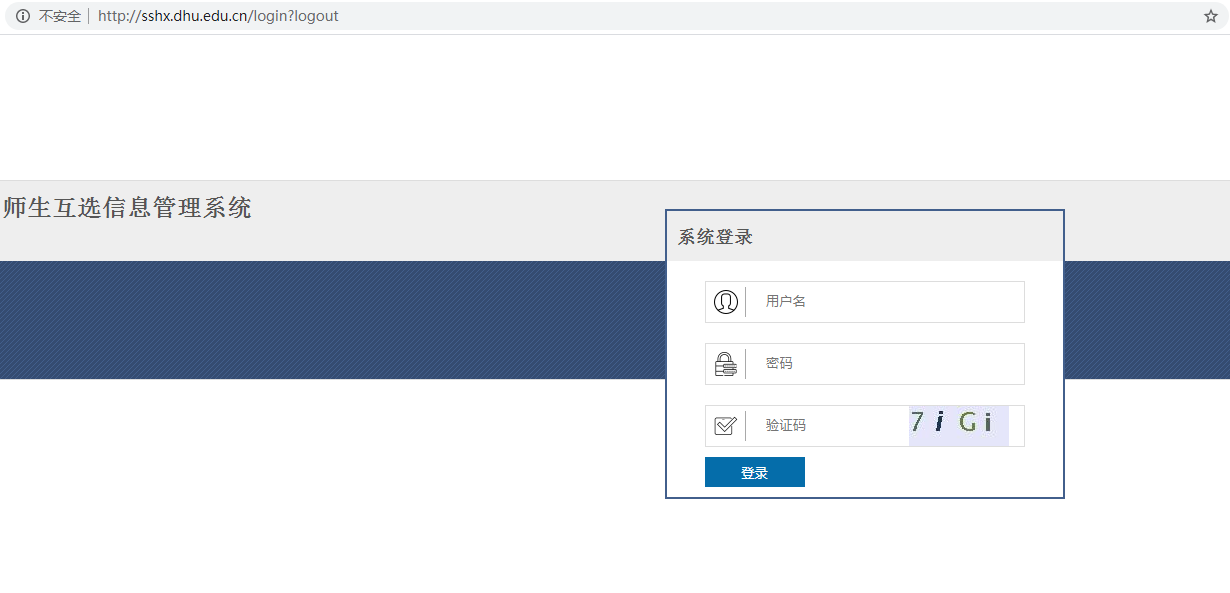 不安全 http://sshx.dhu.edu.cn/login?logout
师生互选信息管理系统
系统登录
用户名
密码
验证码 7iGi
登录